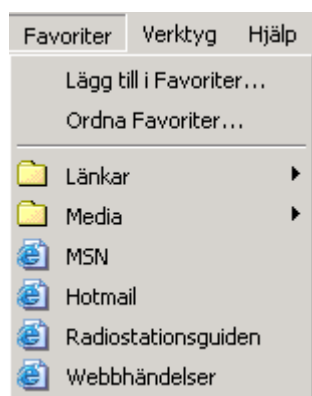 Favoriter Verktyg Hjälp
Lägg till i Favoriter...
Ordna Favoriter...
Länkar
Media
MSN
Hotmail
Radiostationsguiden
Webbhändelser